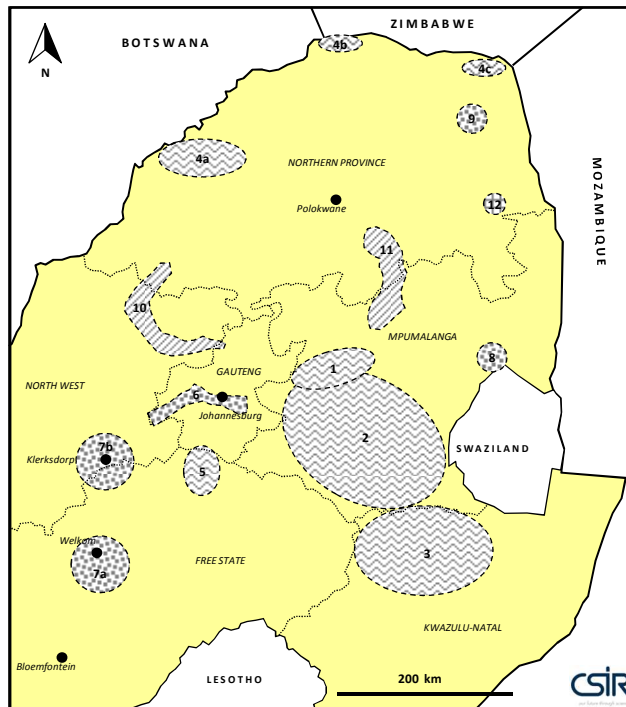 ZIMBABWE
BOTSWANA
4b
N
4c
9
4a
NORTHERN PROVINCE
MOZAMBIQUE
Polokwane
12
11
10
MPUMALANGA
8
1
GAUTENG
NORTH WEST
6
Johannesburg
2
7b
SWAZILAND
Klerksdorp
5
Welkom
3
FREE STATE
7a
KWAZULU-NATAL
Bloemfontein
LESOTHO
200 km
CSIR